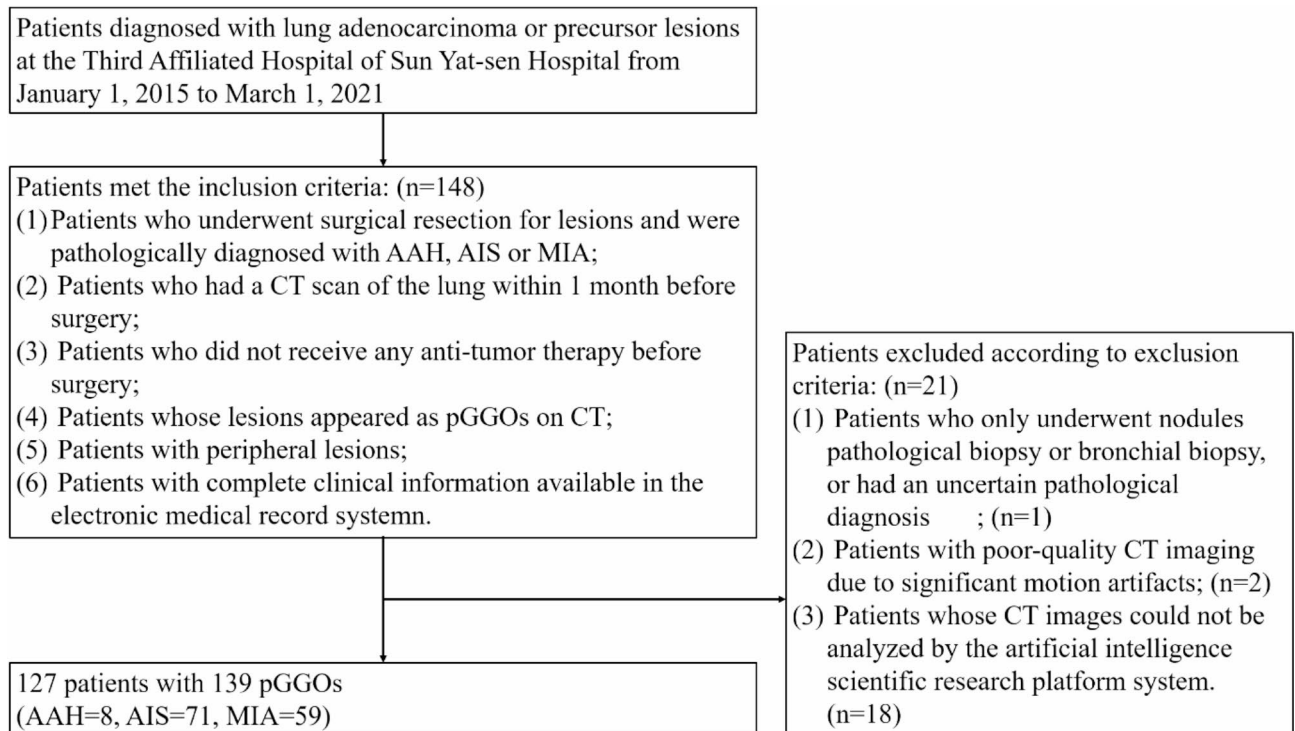 Patients diagnosed with lung adenocarcinoma or precursor lesions
at the Third Affiliated Hospital of Sun Yat-sen Hospital from
January 1, 2015 to March 1, 2021
Patients met the inclusion criteria: (n=148)
(1)Patients who underwent surgical resection for lesions and were
pathologically diagnosed with AAH, AIS or MIA;
(2) Patients who had a CT scan of the lung within 1 month before
surgery;
(3) Patients who did not receive any anti-tumor therapy before
surgery;
(4) Patients whose lesions appeared as pGGOs on CT;
(5) Patients with peripheral lesions;
(6) Patients with complete clinical information available in the
electronic medical record systemn.
Patients excluded according to exclusion
criteria: (n=21)
(1) Patients who only underwent nodules
pathological biopsy or bronchial biopsy,
or had an uncertain pathological
diagnosis ; (n=1)
(2) Patients with poor-quality CT imaging
due to significant motion artifacts; (n=2)
(3) Patients whose CT images could not be
analyzed by the artificial intelligence
scientific research platform system.
(n=18)
127 patients with 139 pGGOs
(AAH=8, AIS=71, MIA=59)